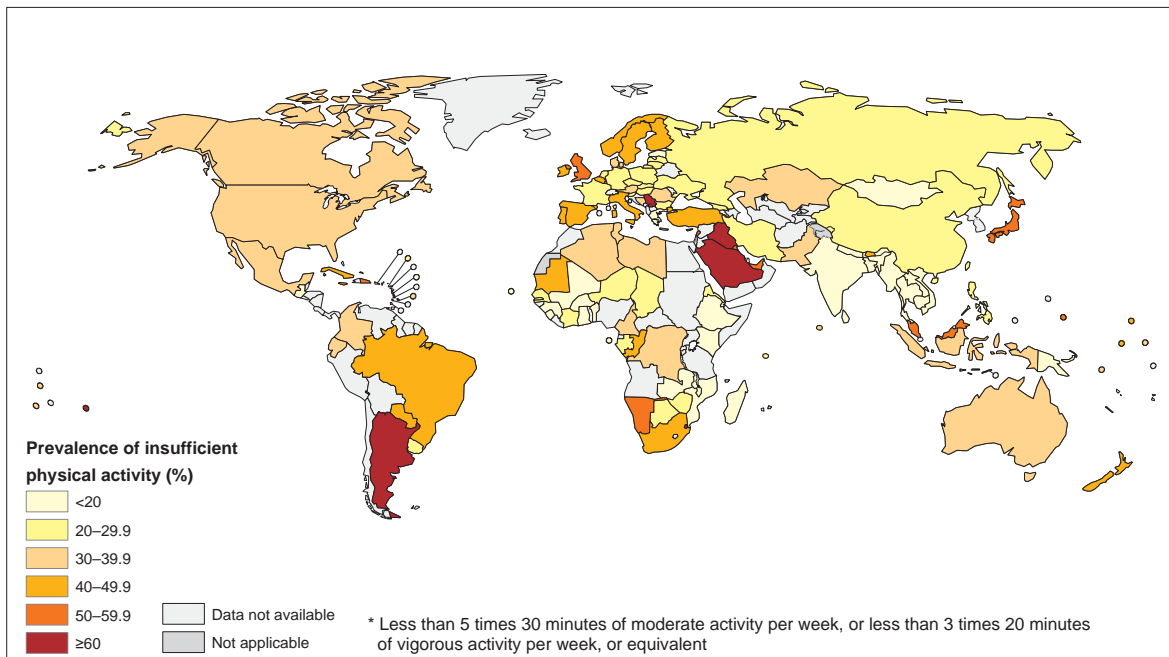 Prevalence of insufficient
physical activity (%)
<20
20–29.9
30–39.9
40–49.9
50–59.9
≥60
Data not available
Not applicable
* Less than 5 times 30 minutes of moderate activity per week, or less than 3 times 20 minutes
of vigorous activity per week, or equivalent